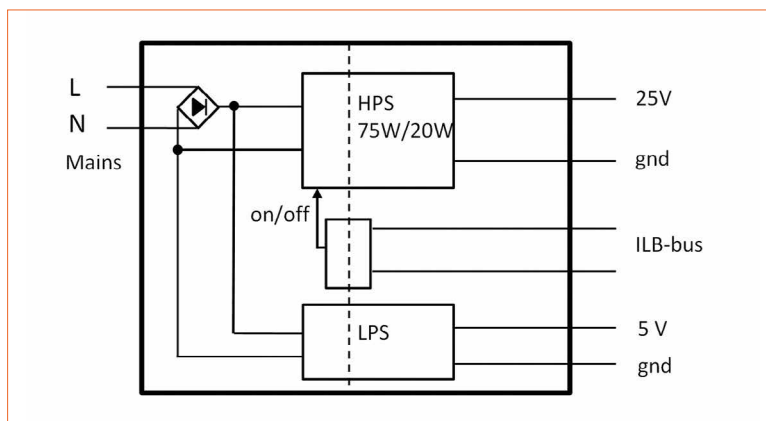 L
N
Mains
HPS
75W/20W
on/off
LPS
25V
gnd
ILB-bus
5 V
gnd